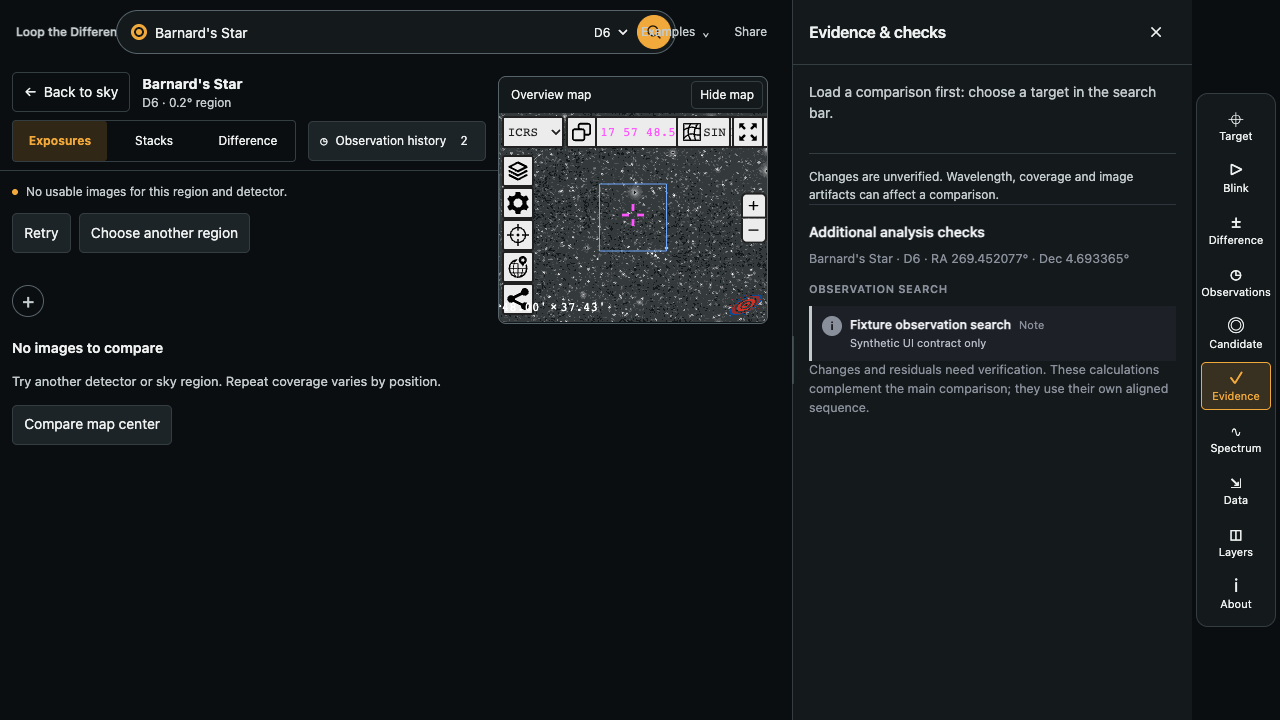 Loop the Differen
Barnard's Star
D6
Examples
Share
Back to sky
Barnard's Star
D6 · 0.2° region
Exposures
Stacks
Difference
Observation history 2
No usable images for this region and detector.
Retry
Choose another region
No images to compare
Try another detector or sky region. Repeat coverage varies by position.
Compare map center
Overview map
Hide map
ICRS
17 57 48.5
SIN
+
−
0' × 37.43'
Evidence & checks
Load a comparison first: choose a target in the search
bar.
Changes are unverified. Wavelength, coverage and image
artifacts can affect a comparison.
Additional analysis checks
Barnard's Star · D6 · RA 269.452077° · Dec 4.693365°
OBSERVATION SEARCH
Fixture observation search Note
Synthetic UI contract only
Changes and residuals need verification. These calculations
complement the main comparison; they use their own aligned
sequence.
Target
Blink
Difference
Observations
Candidate
Evidence
Spectrum
Data
Layers
About